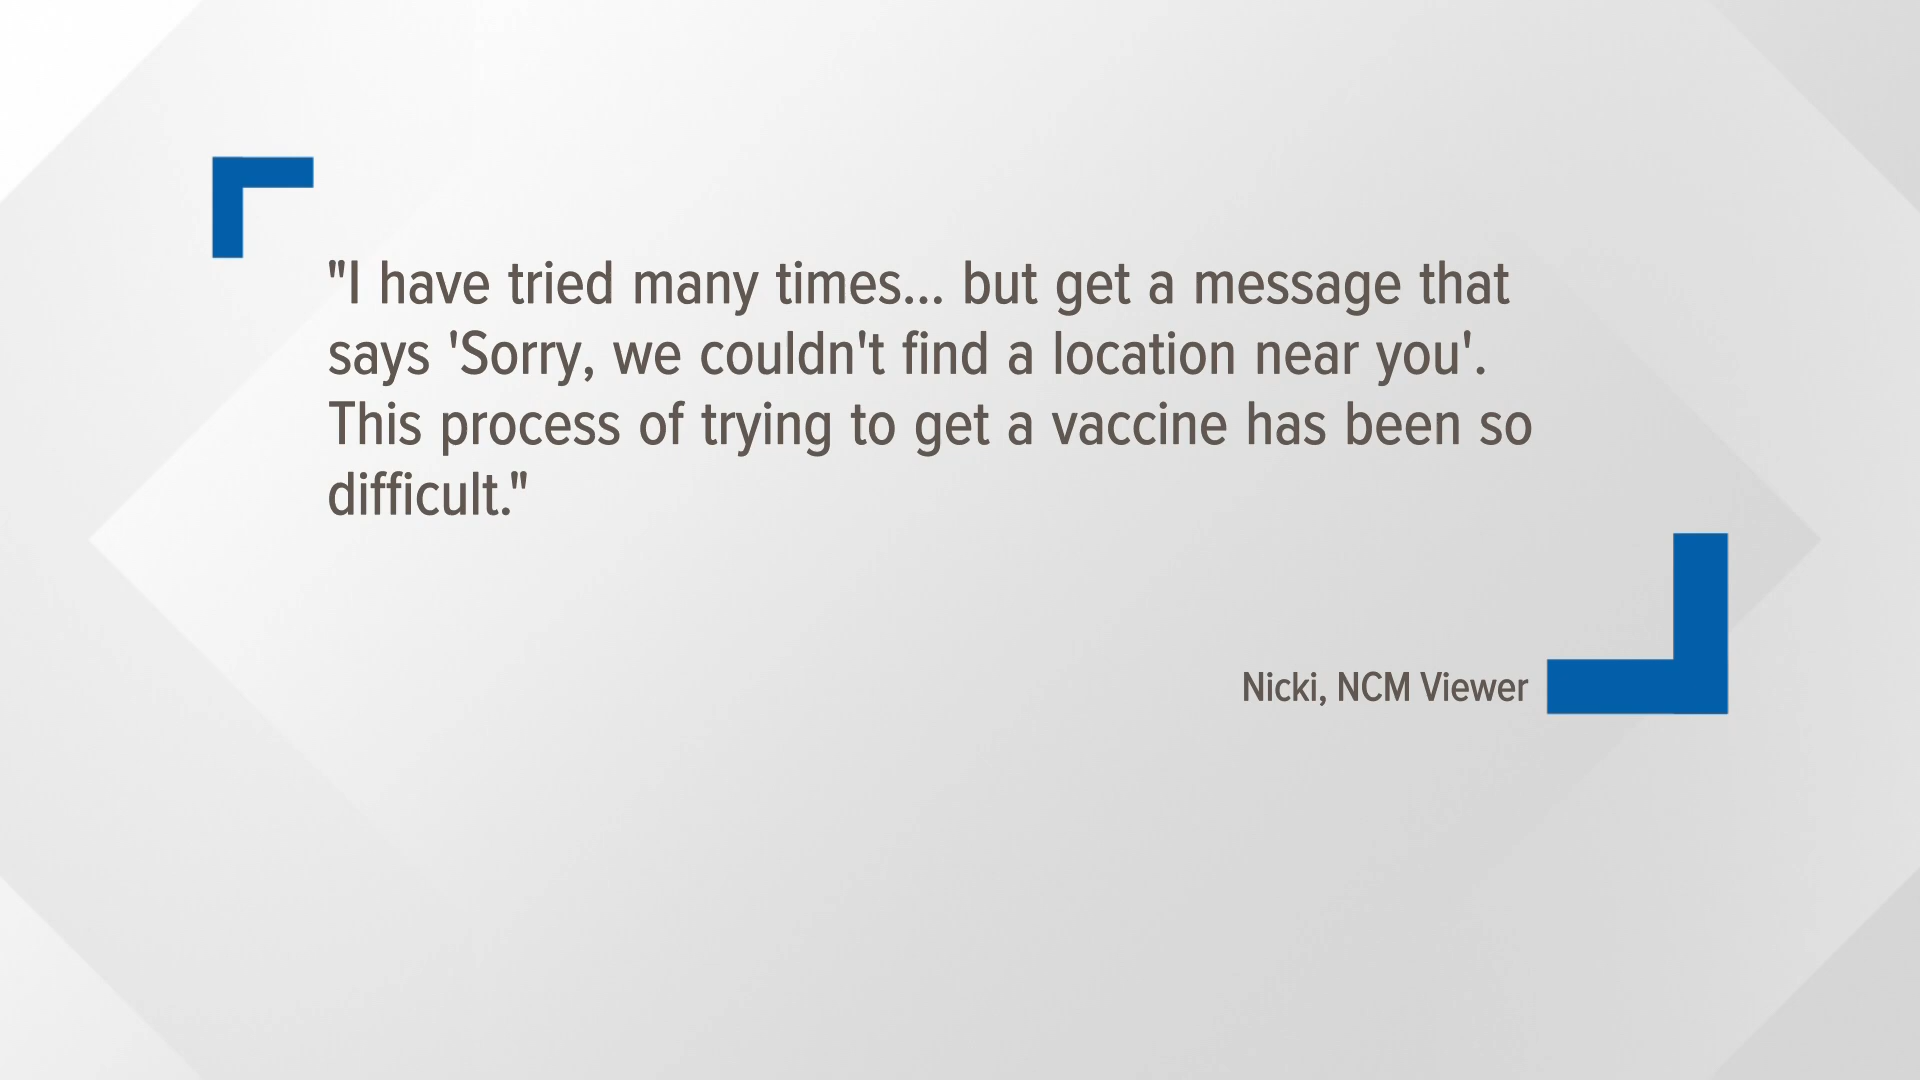 "I have tried many times... but get a message that
says 'Sorry, we couldn't find a location near you'.
This process of trying to get a vaccine has been so
difficult."
Nicki, NCM Viewer